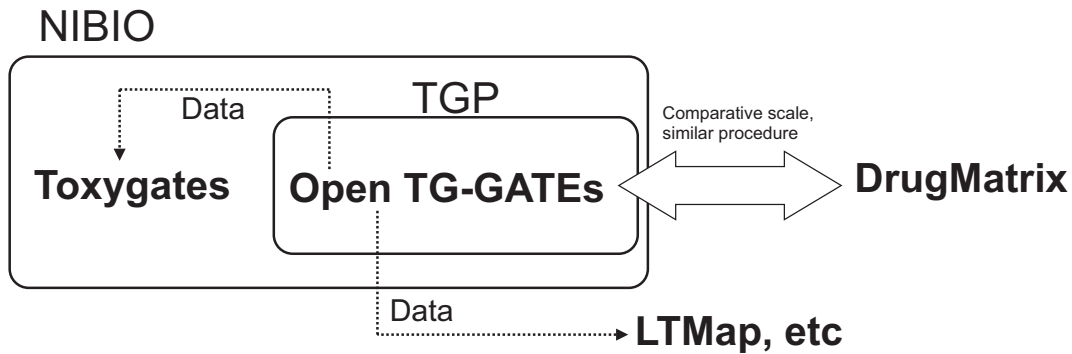 NIBIO
TGP
Data
Comparative scale,
similar procedure
Toxygates
Open TG-GATEs
DrugMatrix
Data
LTMap, etc